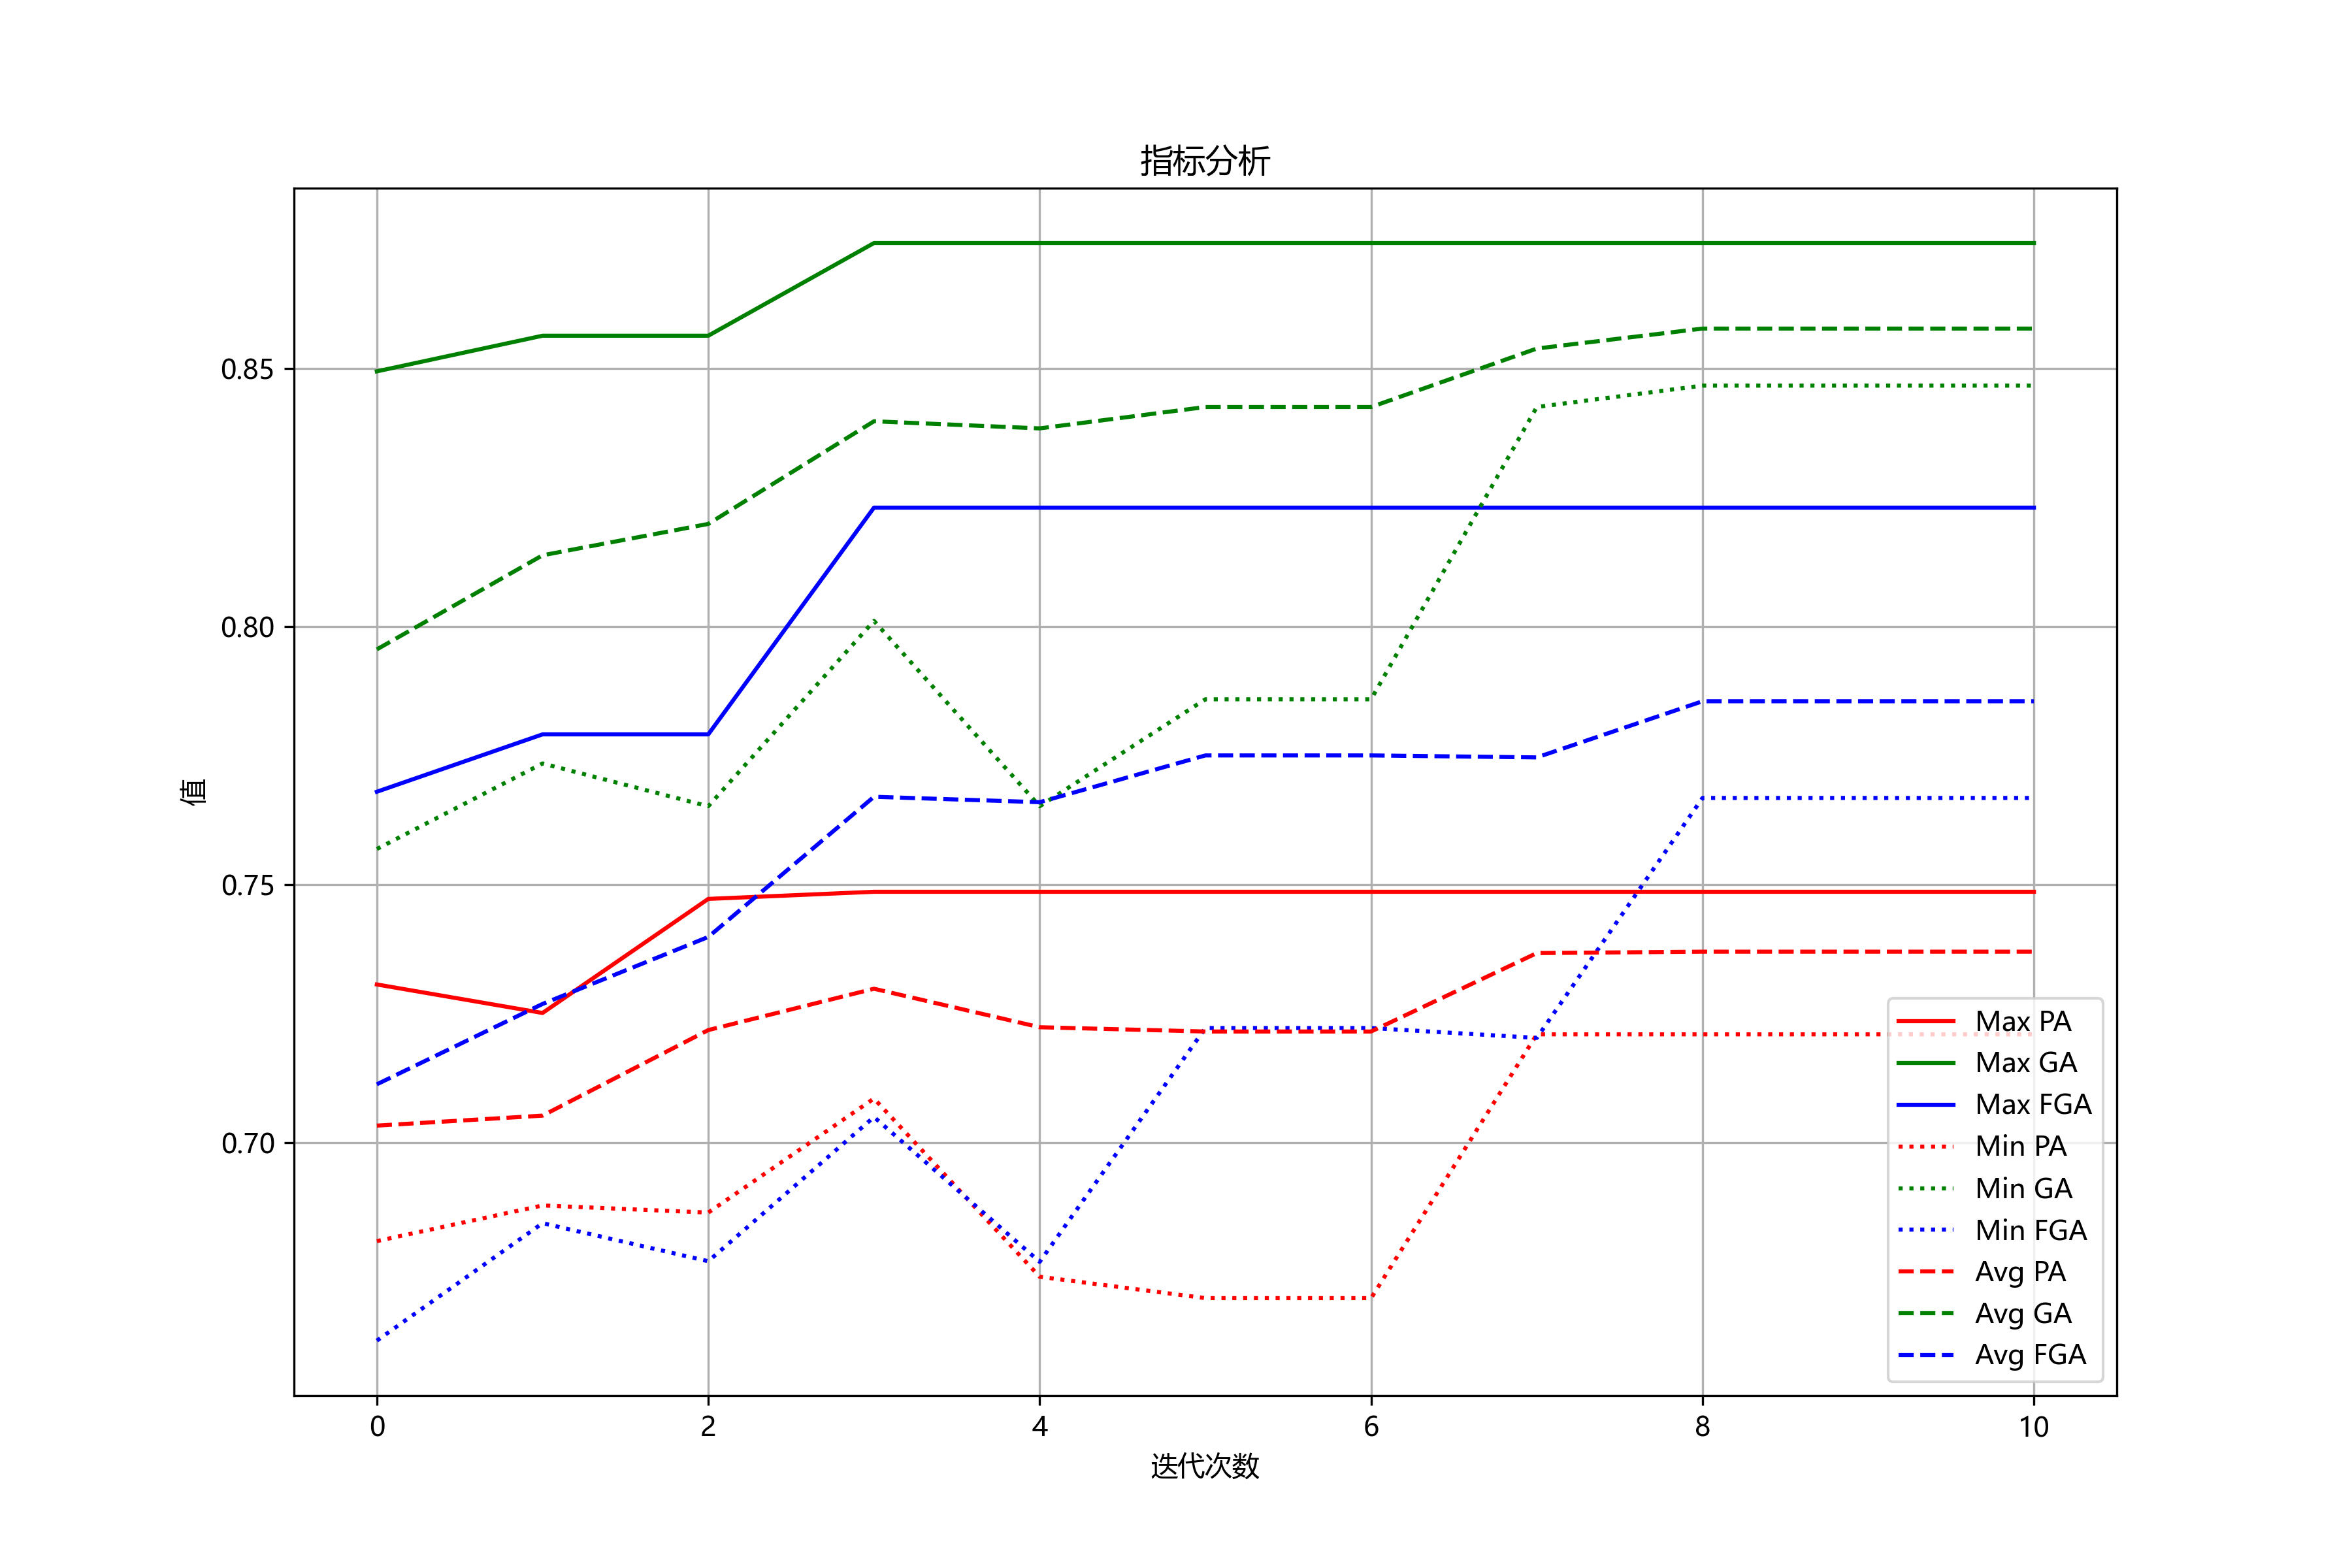 指标分析
值
0.85
0.80
0.75
0.70
0 2 4 6 8 10
迭代次数
Max PA
Max GA
Max FGA
Min PA
Min GA
Min FGA
Avg PA
Avg GA
Avg FGA